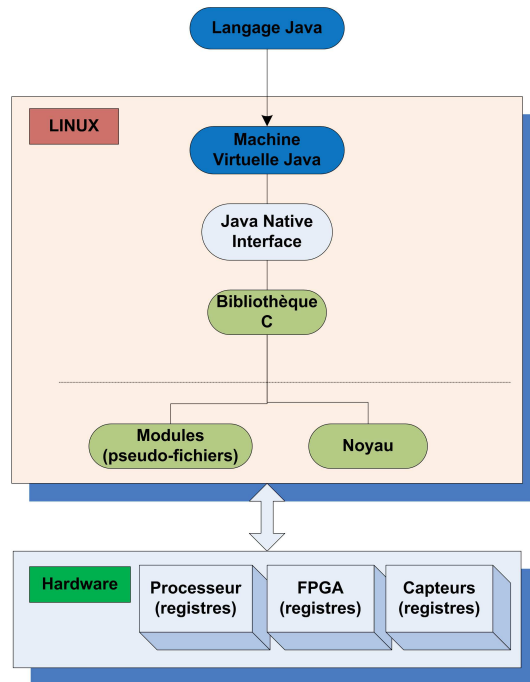 Langage Java
LINUX
Machine
Virtuelle Java
Java Native
Interface
Bibliothèque
C
Modules
(pseudo-fichiers)
Noyau
Hardware
Processeur
(registres)
FPGA
(registres)
Capteurs
(registres)